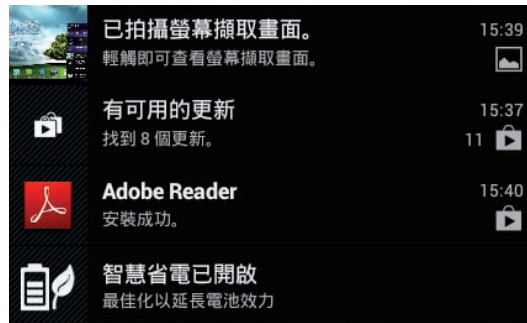 已拍攝螢幕擷取畫面。 15:39
輕觸即可查看螢幕擷取畫面。
有可用的更新 15:37
找到 8 個更新。 11
Adobe Reader 15:40
安裝成功。
智慧省電已開啟
最佳化以延長電池效力